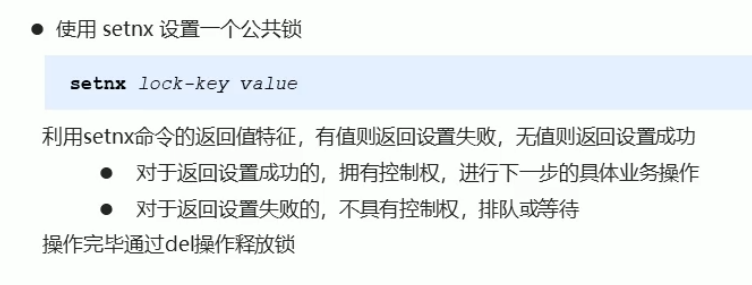 ● 使用 setnx 设置一个公共锁
setnx lock-key value
利用setnx命令的返回值特征，有值则返回设置失败，无值则返回设置成功
● 对于返回设置成功的，拥有控制权，进行下一步的具体业务操作
● 对于返回设置失败的，不具有控制权，排队或等待
操作完毕通过del操作释放锁